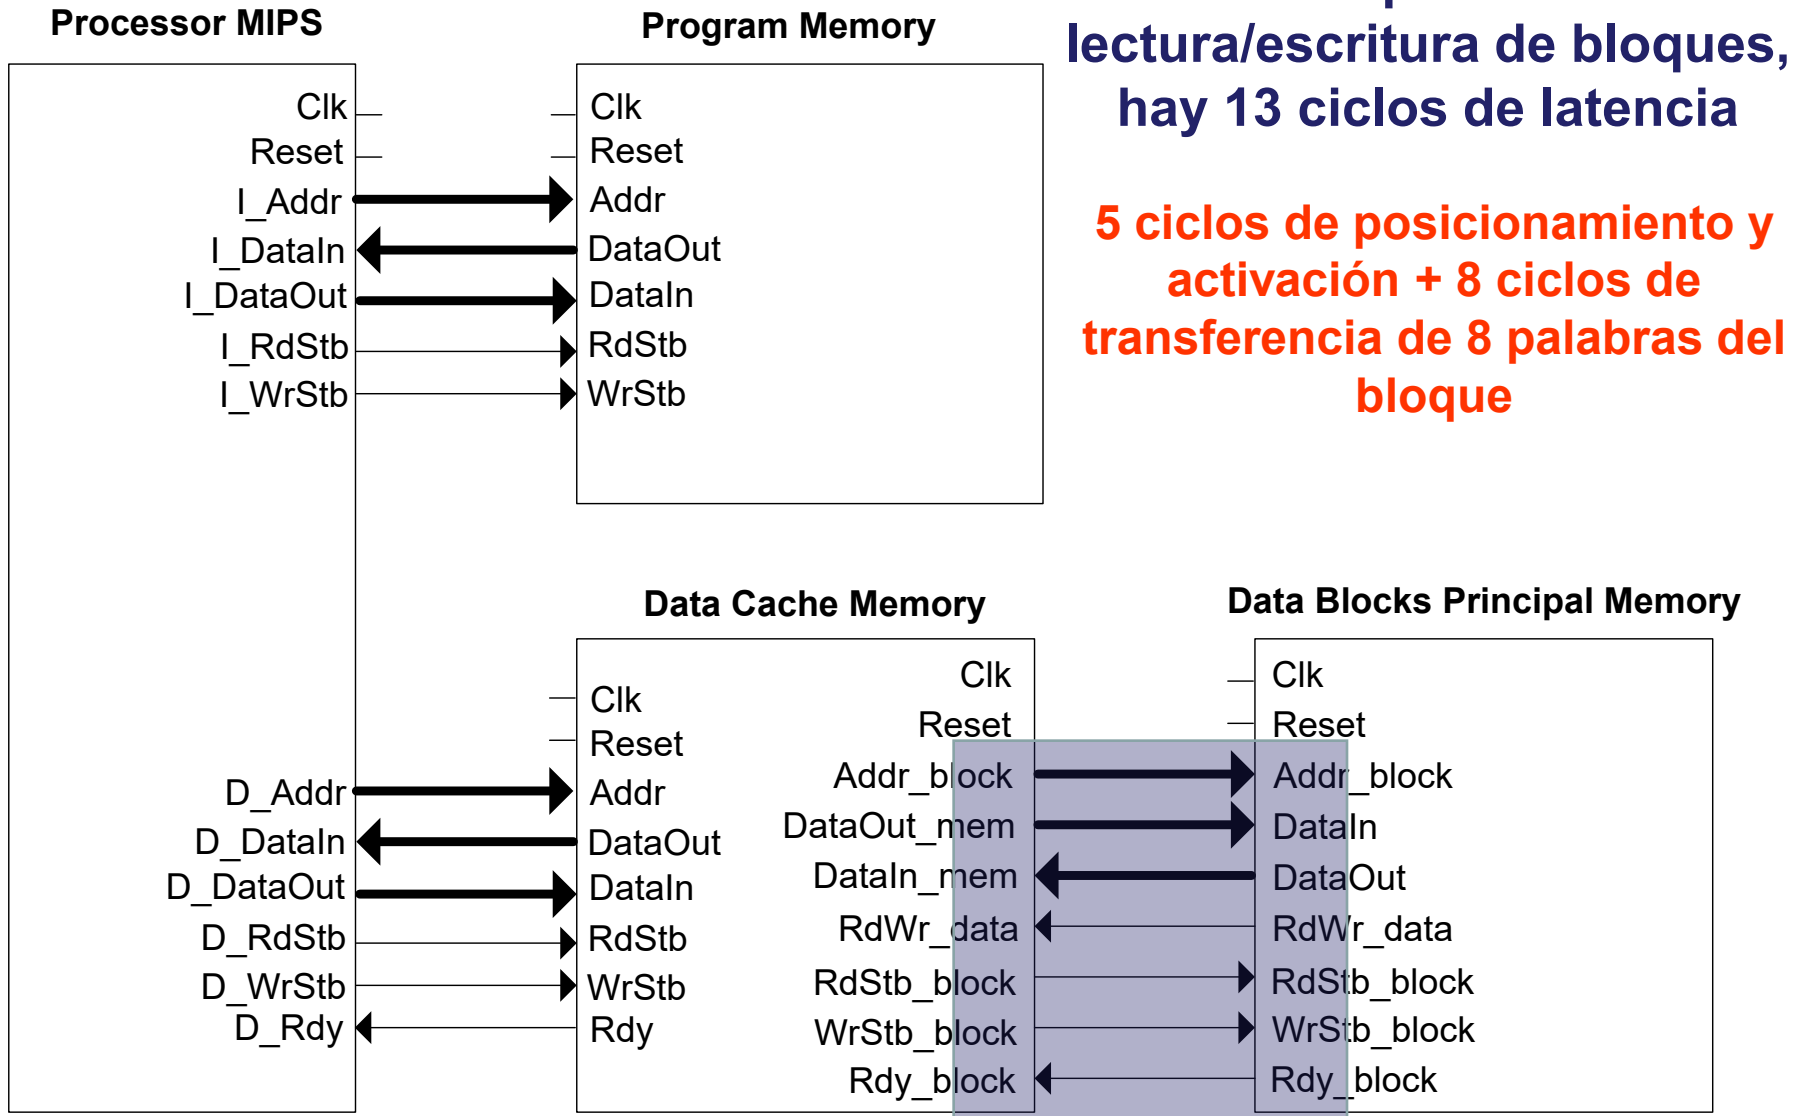 Processor MIPS
Program Memory
lectura/escritura de bloques,
hay 13 ciclos de latencia
5 ciclos de posicionamiento y
activación + 8 ciclos de
transferencia de 8 palabras del
bloque
Clk
Reset
I_Addr
I_DataIn
I_DataOut
I_RdStb
I_WrStb
Clk
Reset
Addr
DataOut
DataIn
RdStb
WrStb
Data Cache Memory
Data Blocks Principal Memory
D_Addr
D_DataIn
D_DataOut
D_RdStb
D_WrStb
D_Rdy
Clk
Reset
Addr
DataOut
DataIn
RdStb
WrStb
Rdy
Clk
Reset
Addr_block
DataOut_mem
DataIn_mem
RdWr_data
RdStb_block
WrStb_block
Rdy_block
Clk
Reset
Addr_block
DataIn
DataOut
RdWr_data
RdStb_block
WrStb_block
Rdy_block